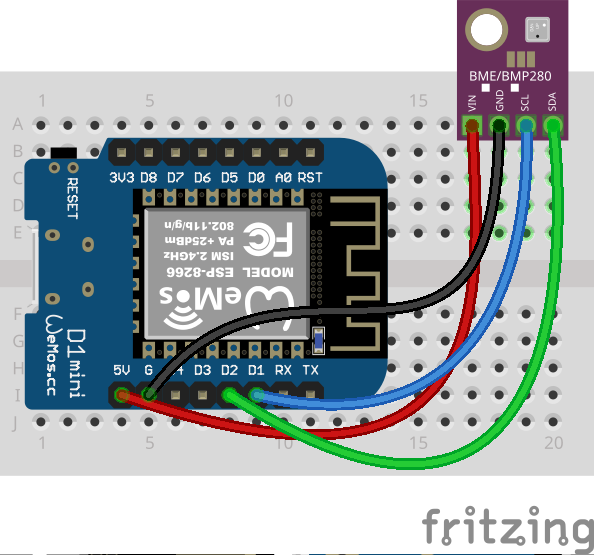 BME/BMP280
VIN GND SCL SDA
1 5 10 15
A
B
C
D
E
F
G
H
I
J
3V3 D8 D7 D6 D5 D0 A0 RST
RESET
MODEL ESP-8266
ISM 2.4GHz
PA +25dBm
802.11b/g/n
FC
WeMos
D1 mini
WeMos.cc
5V G 4 D3 D2 D1 RX TX
1 5 10 15 20
fritzing